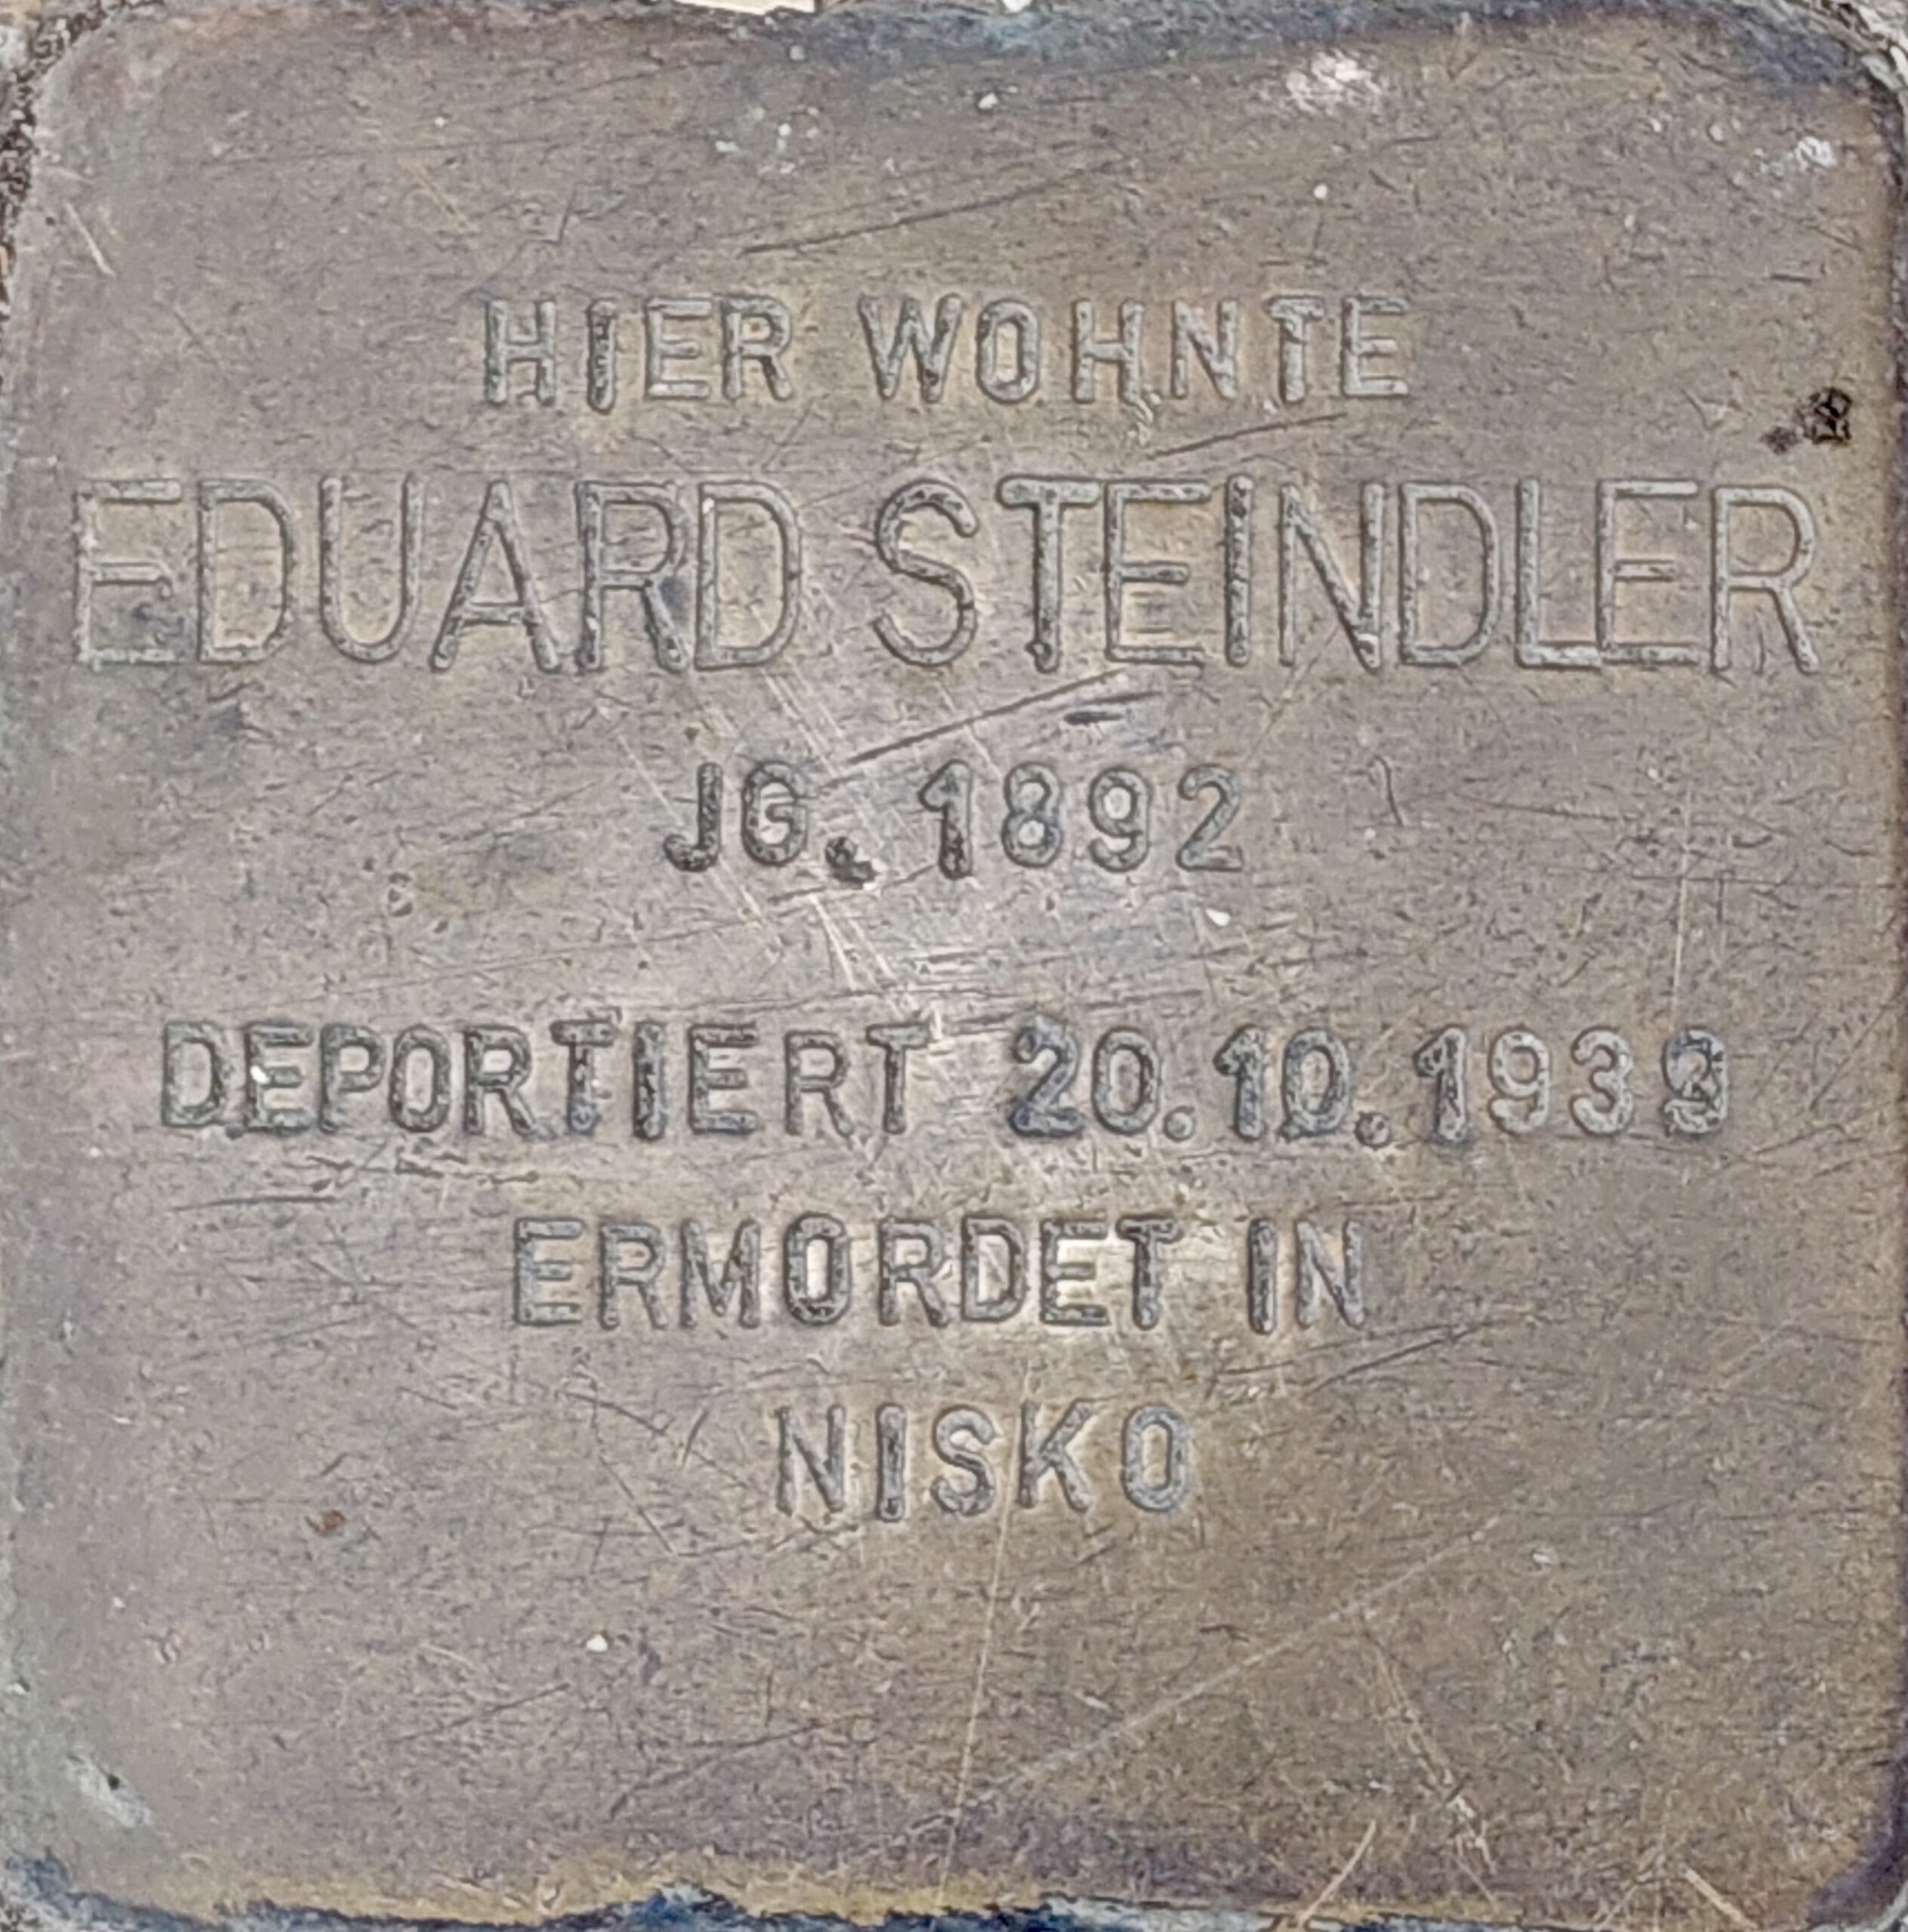 HIER WOHNTE
EDUARD STEINDLER
JG. 1892
DEPORTIERT 20.10.1939
ERMORDET IN
NISKO